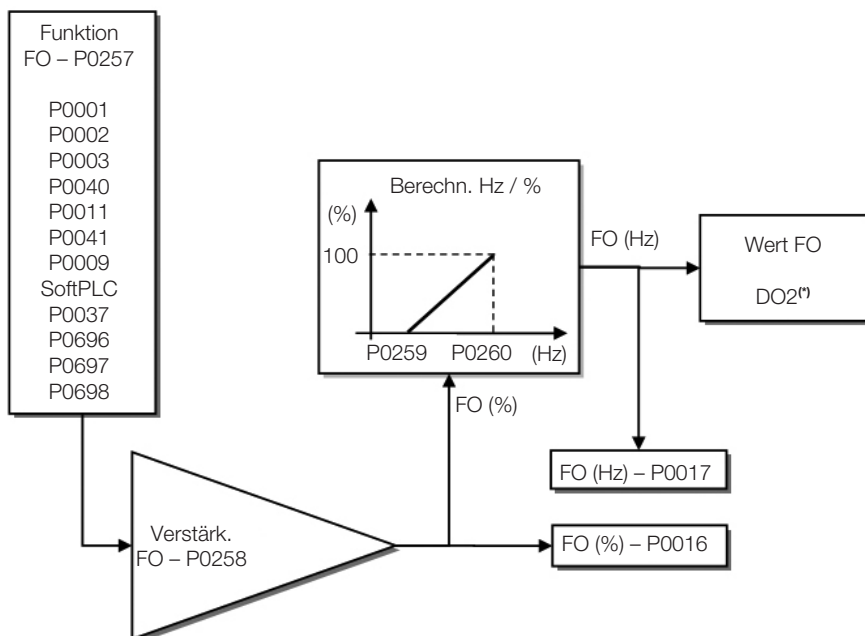 Funktion
FO – P0257
P0001
P0002
P0003
P0040
P0011
P0041
P0009
SoftPLC
P0037
P0696
P0697
P0698
Berechn. Hz / %
(%)
100
P0259 P0260 (Hz)
FO (Hz)
Wert FO
DO2(*)
FO (%)
FO (Hz) – P0017
Verstärk.
FO – P0258
FO (%) – P0016